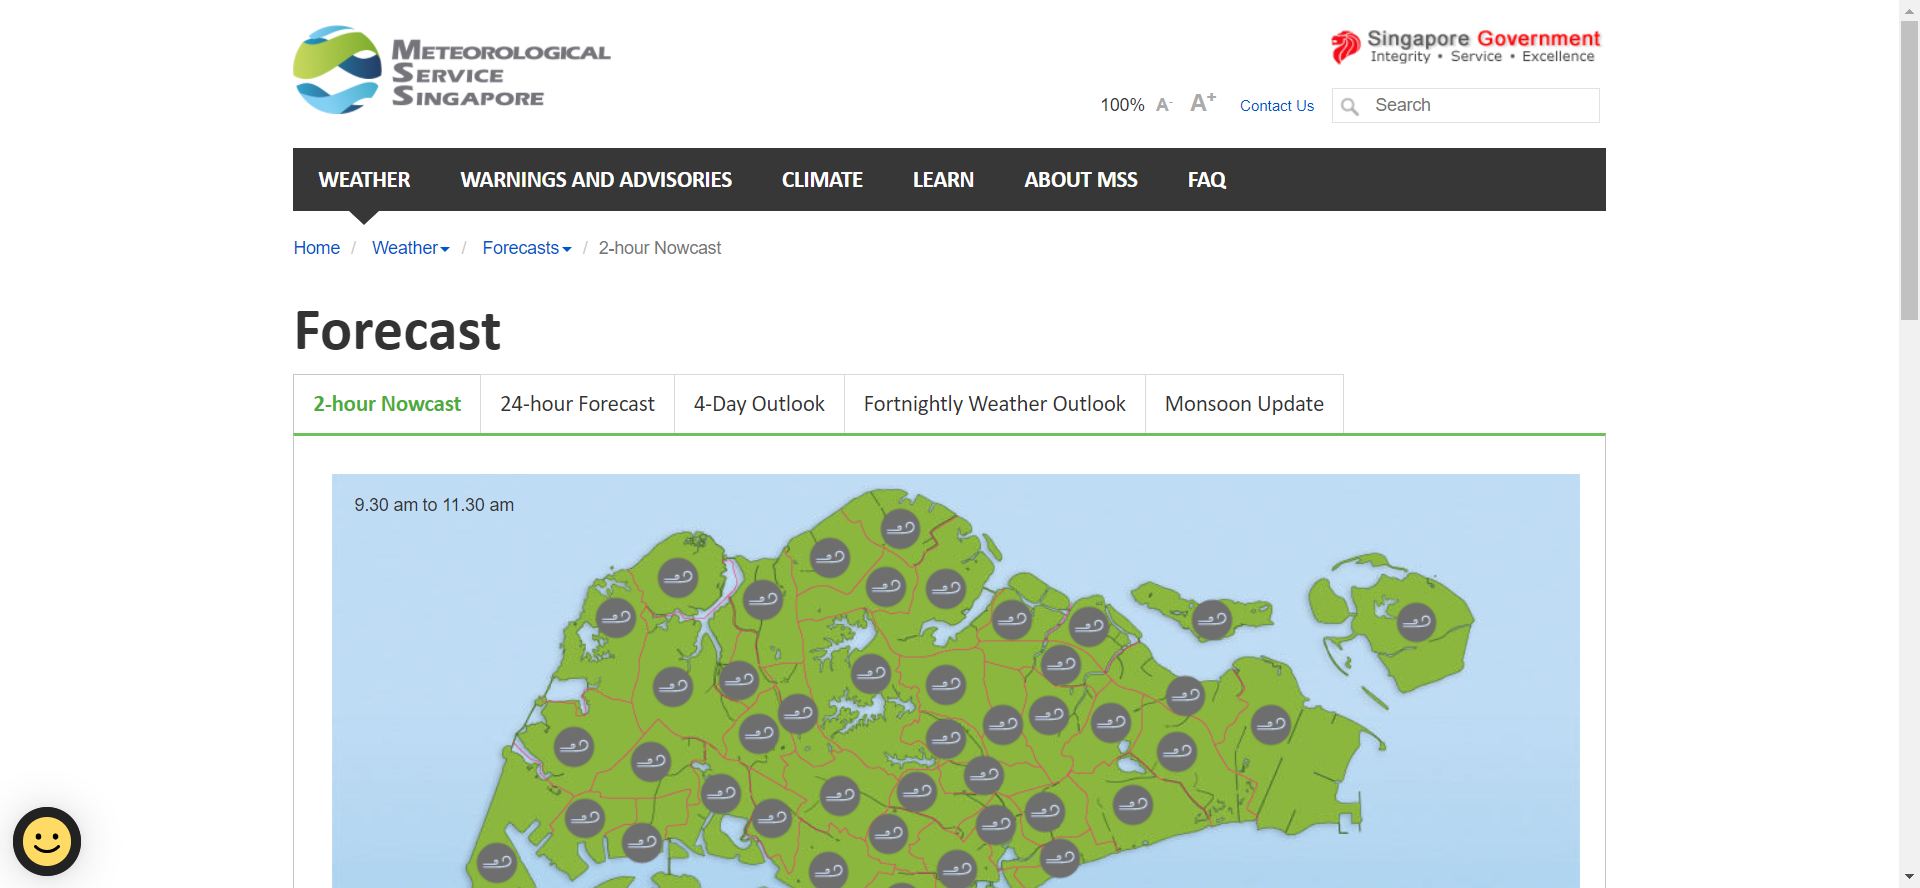 METEOROLOGICAL
SERVICE
SINGAPORE
Singapore Government
Integrity • Service • Excellence
100% A- A+ Contact Us Search
WEATHER WARNINGS AND ADVISORIES CLIMATE LEARN ABOUT MSS FAQ
Home / Weather / Forecasts / 2-hour Nowcast
Forecast
2-hour Nowcast 24-hour Forecast 4-Day Outlook Fortnightly Weather Outlook Monsoon Update
9.30 am to 11.30 am